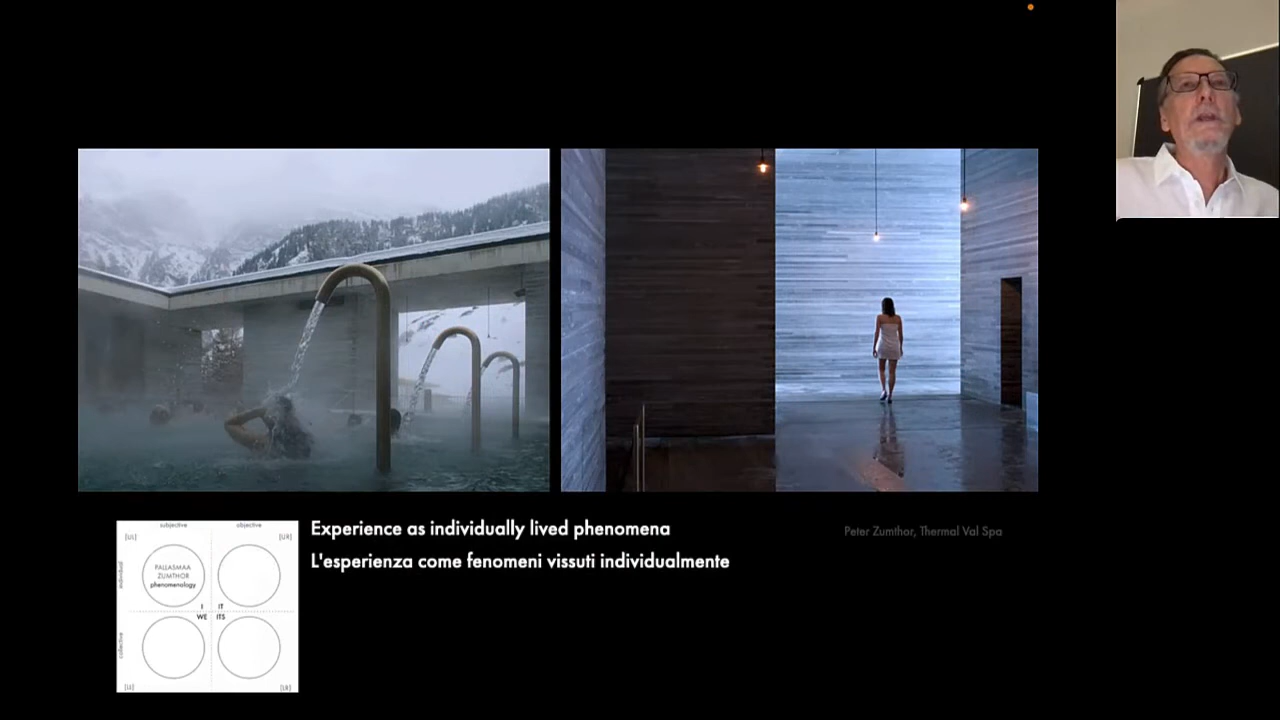 Experience as individually lived phenomena
L'esperienza come fenomeni vissuti individualmente
Peter Zumthor, Thermal Val Spa
subjective objective
[UL] [UR]
individual
PALLASMAA
ZUMTHOR
phenomenology
I IT
WE ITS
collective
[LL] [LR]